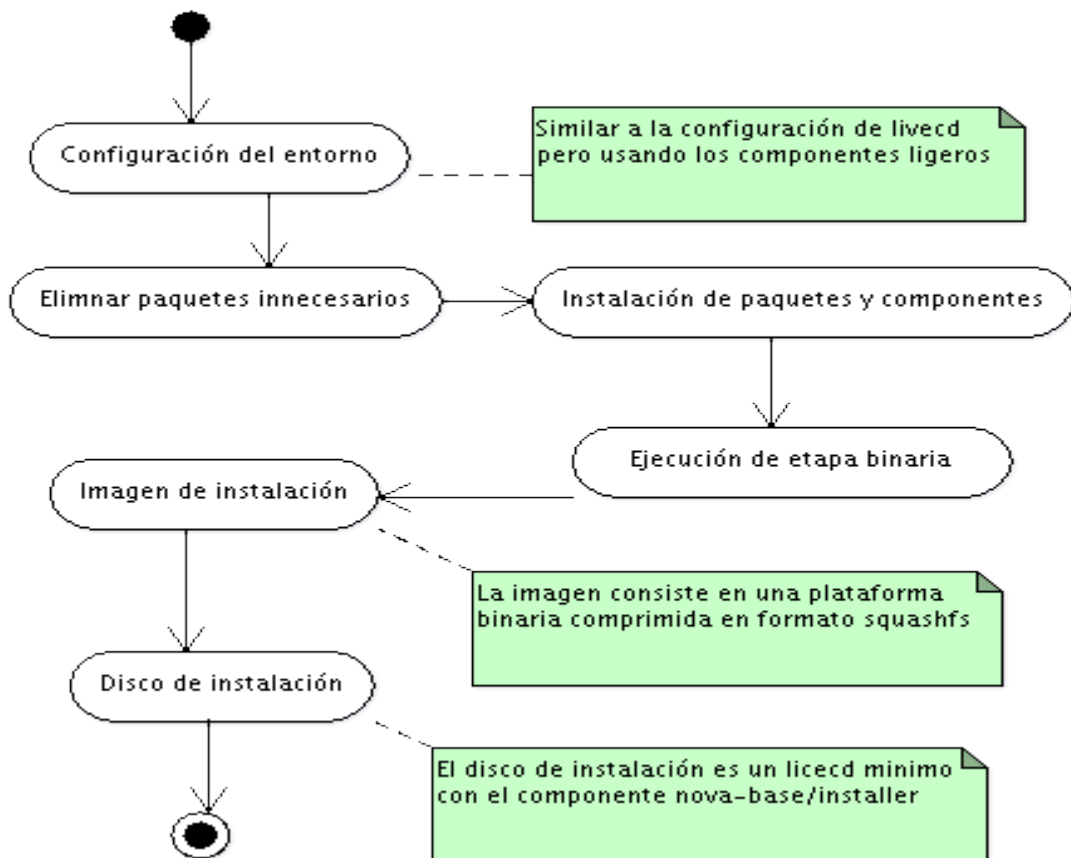 Configuración del entorno
Similar a la configuración de livecd
pero usando los componentes ligeros
Elimnar paquetes innecesarios
Instalación de paquetes y componentes
Ejecución de etapa binaria
Imagen de instalación
La imagen consiste en una plataforma
binaria comprimida en formato squashfs
Disco de instalación
El disco de instalación es un licecd minimo
con el componente nova-base/installer